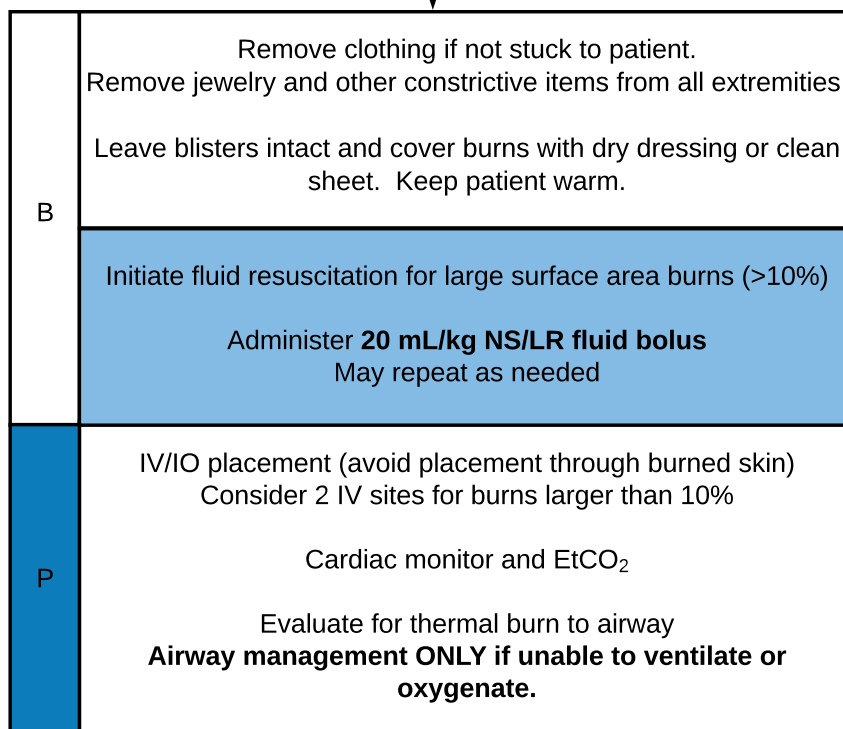 Remove clothing if not stuck to patient.
Remove jewelry and other constrictive items from all extremities
Leave blisters intact and cover burns with dry dressing or clean
sheet.  Keep patient warm.
B
Initiate fluid resuscitation for large surface area burns (>10%)
Administer 20 mL/kg NS/LR fluid bolus
May repeat as needed
IV/IO placement (avoid placement through burned skin)
Consider 2 IV sites for burns larger than 10%
Cardiac monitor and EtCO₂
P
Evaluate for thermal burn to airway
Airway management ONLY if unable to ventilate or
oxygenate.